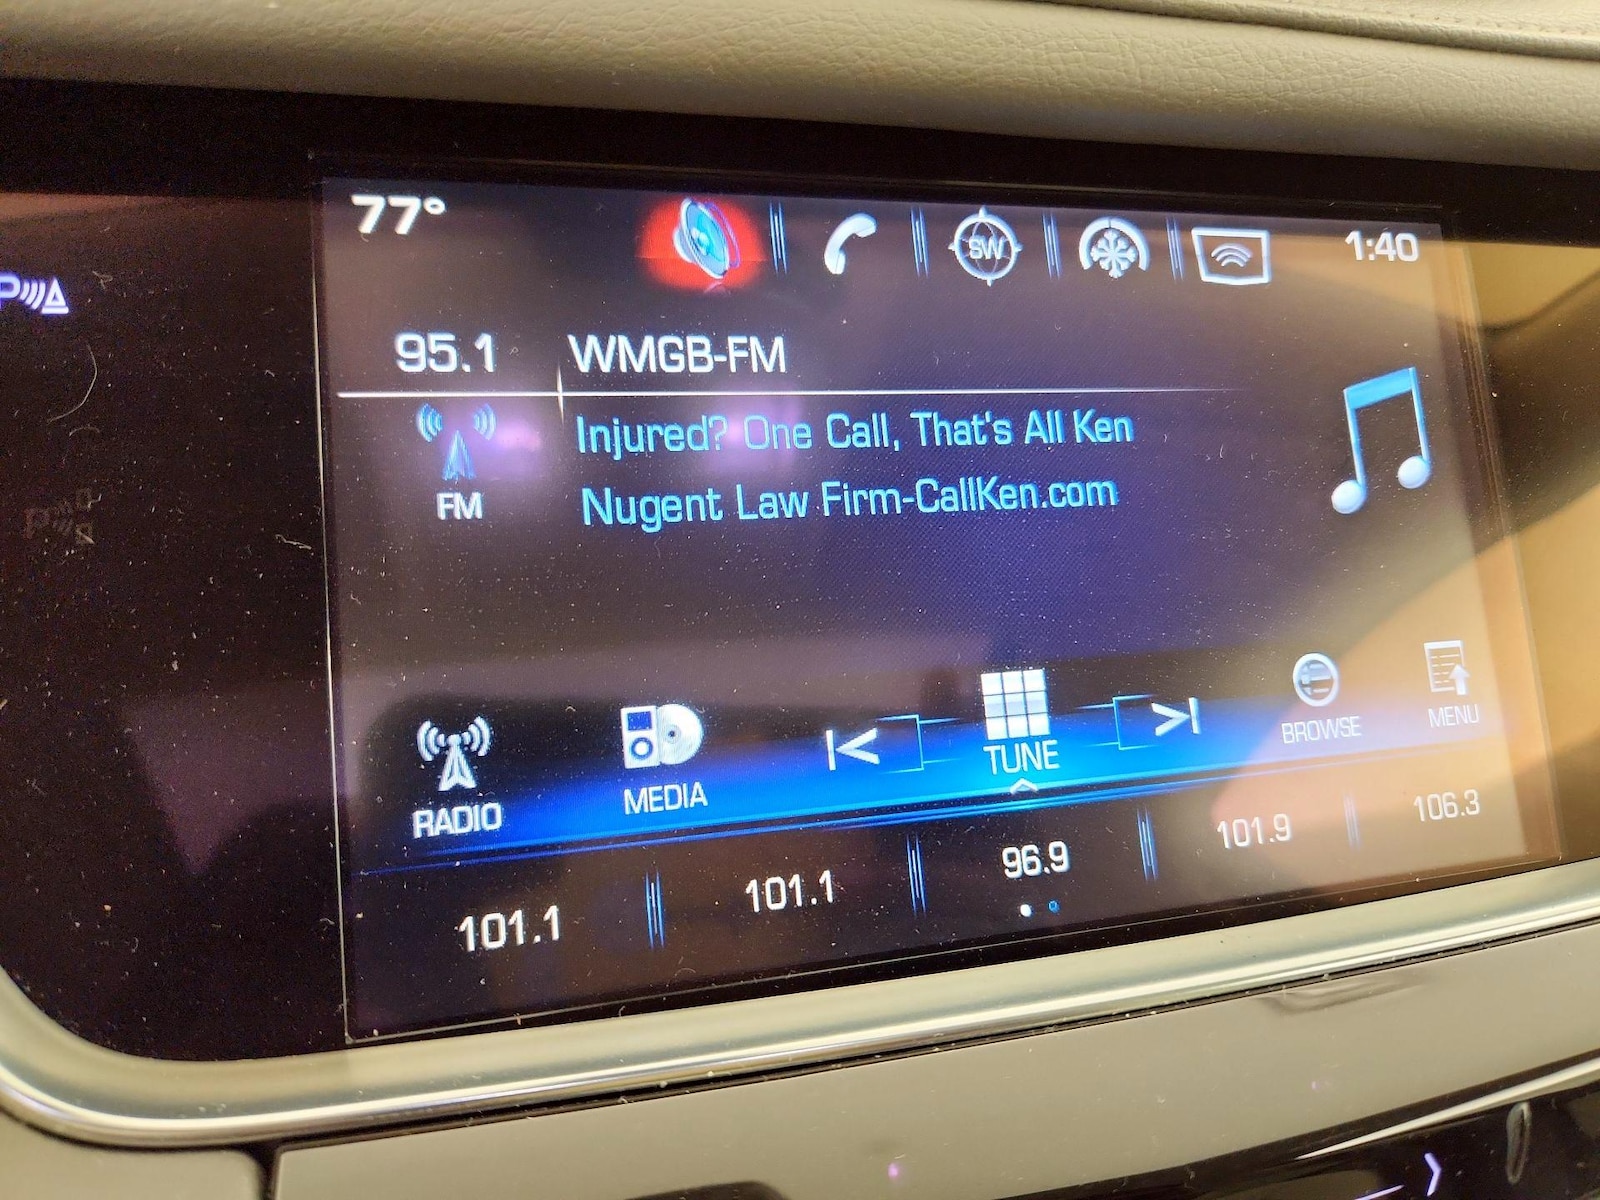 77°
SW
1:40
P
95.1 WMGB-FM
FM
Injured? One Call, That's All Ken
Nugent Law Firm-CallKen.com
RADIO
MEDIA
TUNE
BROWSE
MENU
101.1
101.1
96.9
101.9
106.3